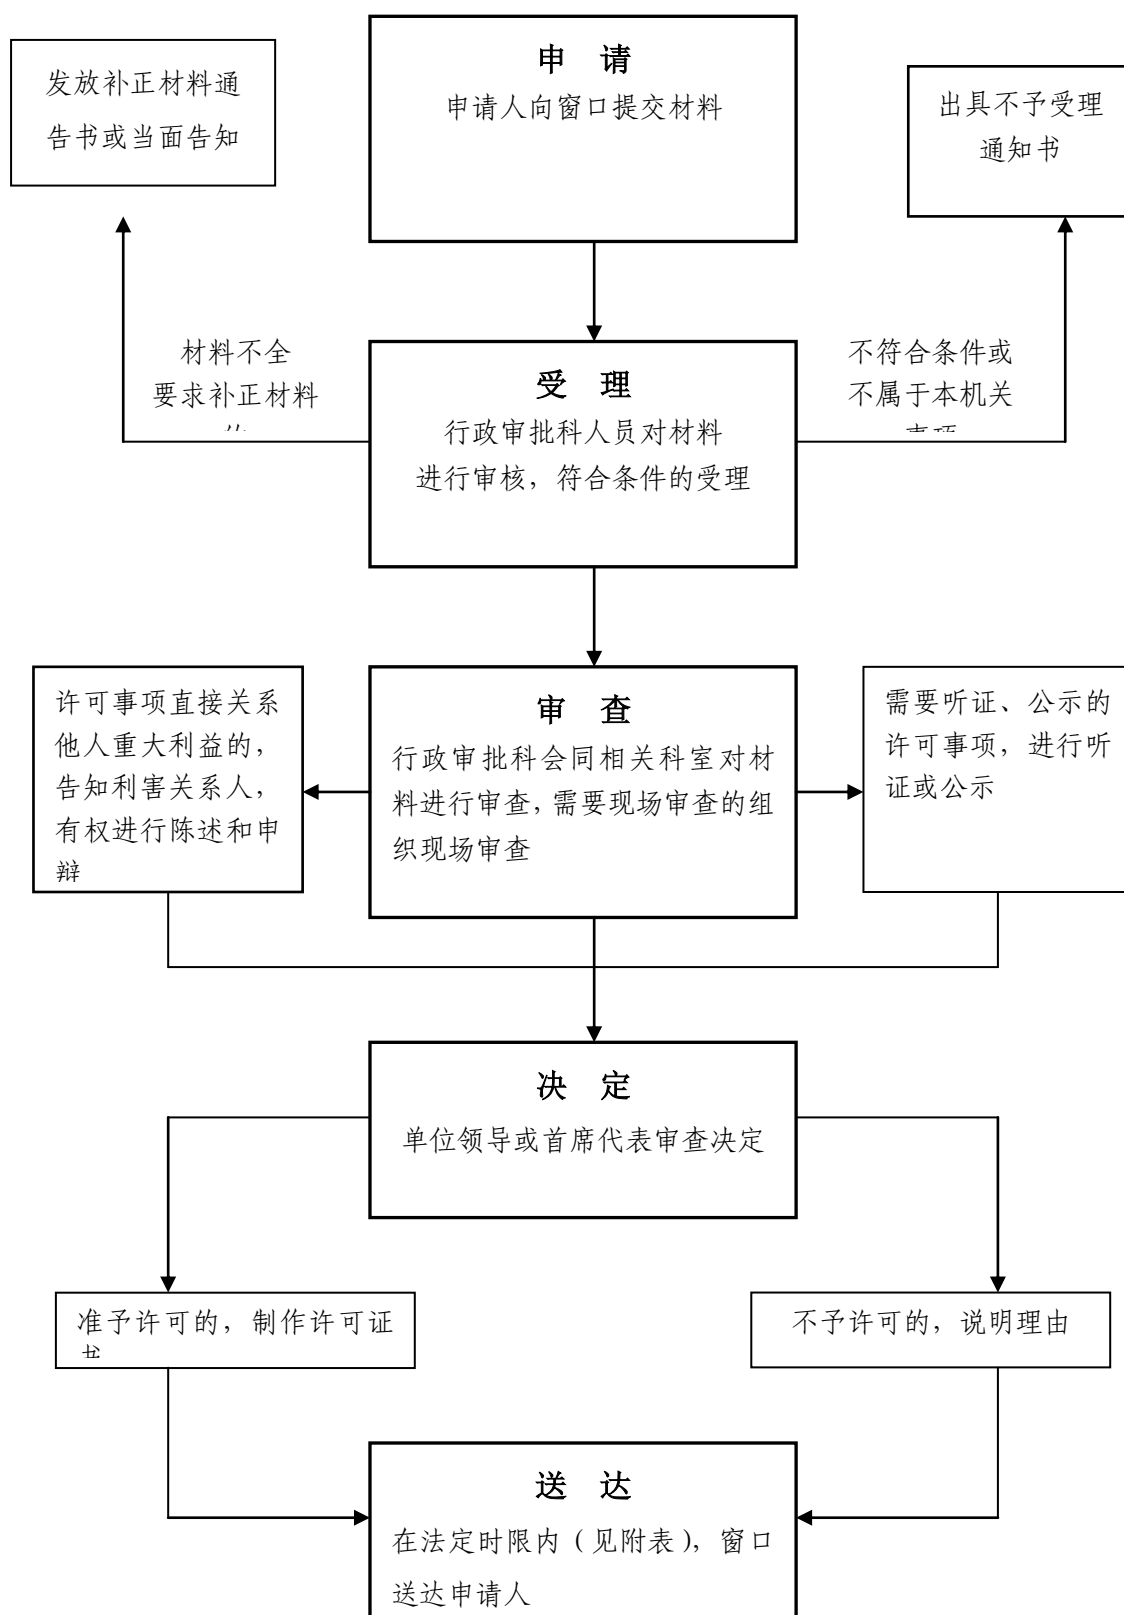 申 请
申请人向窗口提交材料
发放补正材料通
告书或当面告知
出具不予受理
通知书
材料不全
要求补正材料
不符合条件或
不属于本机关
受 理
行政审批科人员对材料
进行审核，符合条件的受理
许可事项直接关系
他人重大利益的，
告知利害关系人，
有权进行陈述和申
辩
审 查
行政审批科会同相关科室对材
料进行审查，需要现场审查的组
织现场审查
需要听证、公示的
许可事项，进行听
证或公示
决 定
单位领导或首席代表审查决定
准予许可的，制作许可证
不予许可的，说明理由
送 达
在法定时限内（见附表），窗口
送达申请人